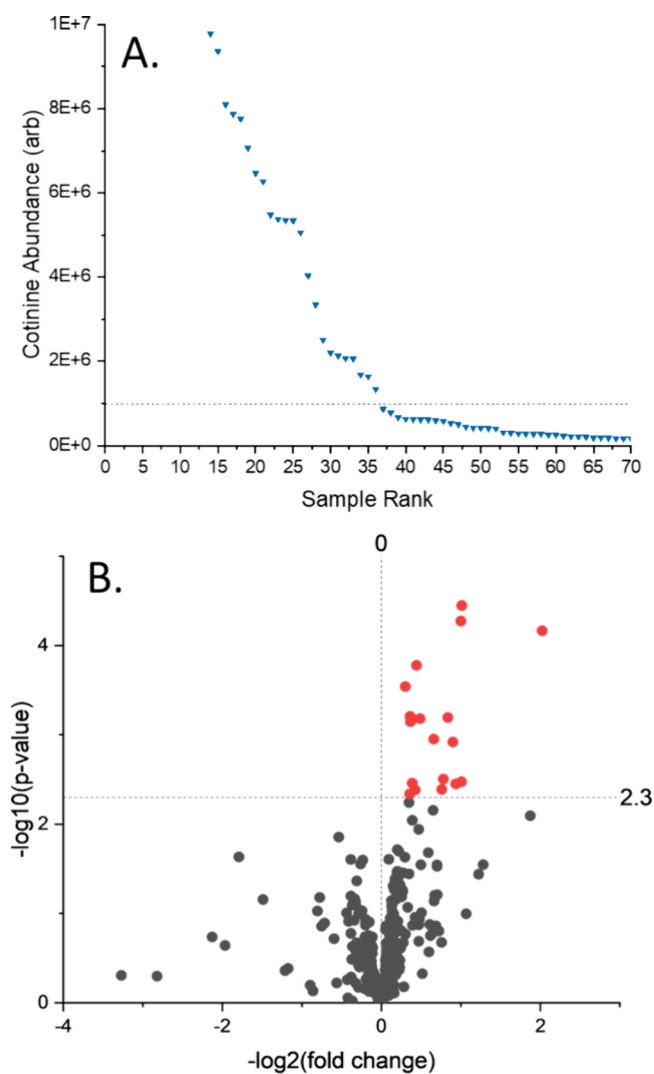 A.
1E+7
8E+6
6E+6
4E+6
2E+6
0E+0
Cotinine Abundance (arb)
0 5 10 15 20 25 30 35 40 45 50 55 60 65 70
Sample Rank
B.
0
4
2
0
2.3
-log10(p-value)
-4 -2 0 2
-log2(fold change)